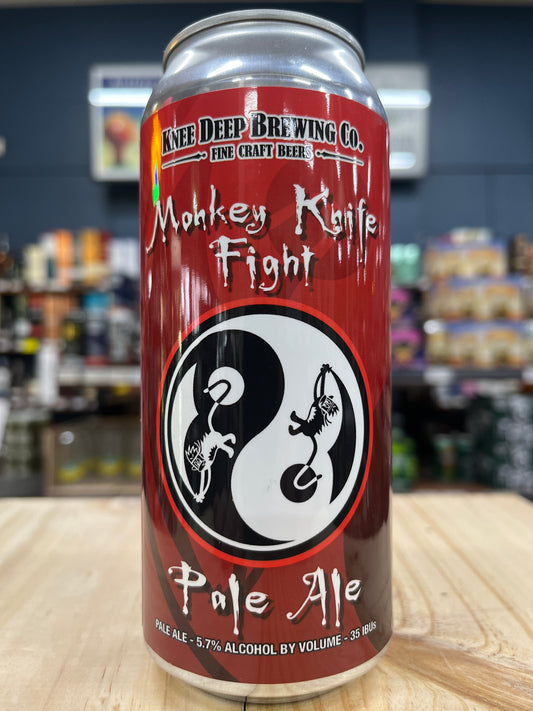 KNEE DEEP BREWING CO.
FINE CRAFT BEERS
Monkey Knife
Fight
Pale Ale
PALE ALE - 5.7% ALCOHOL BY VOLUME - 35 IBUs